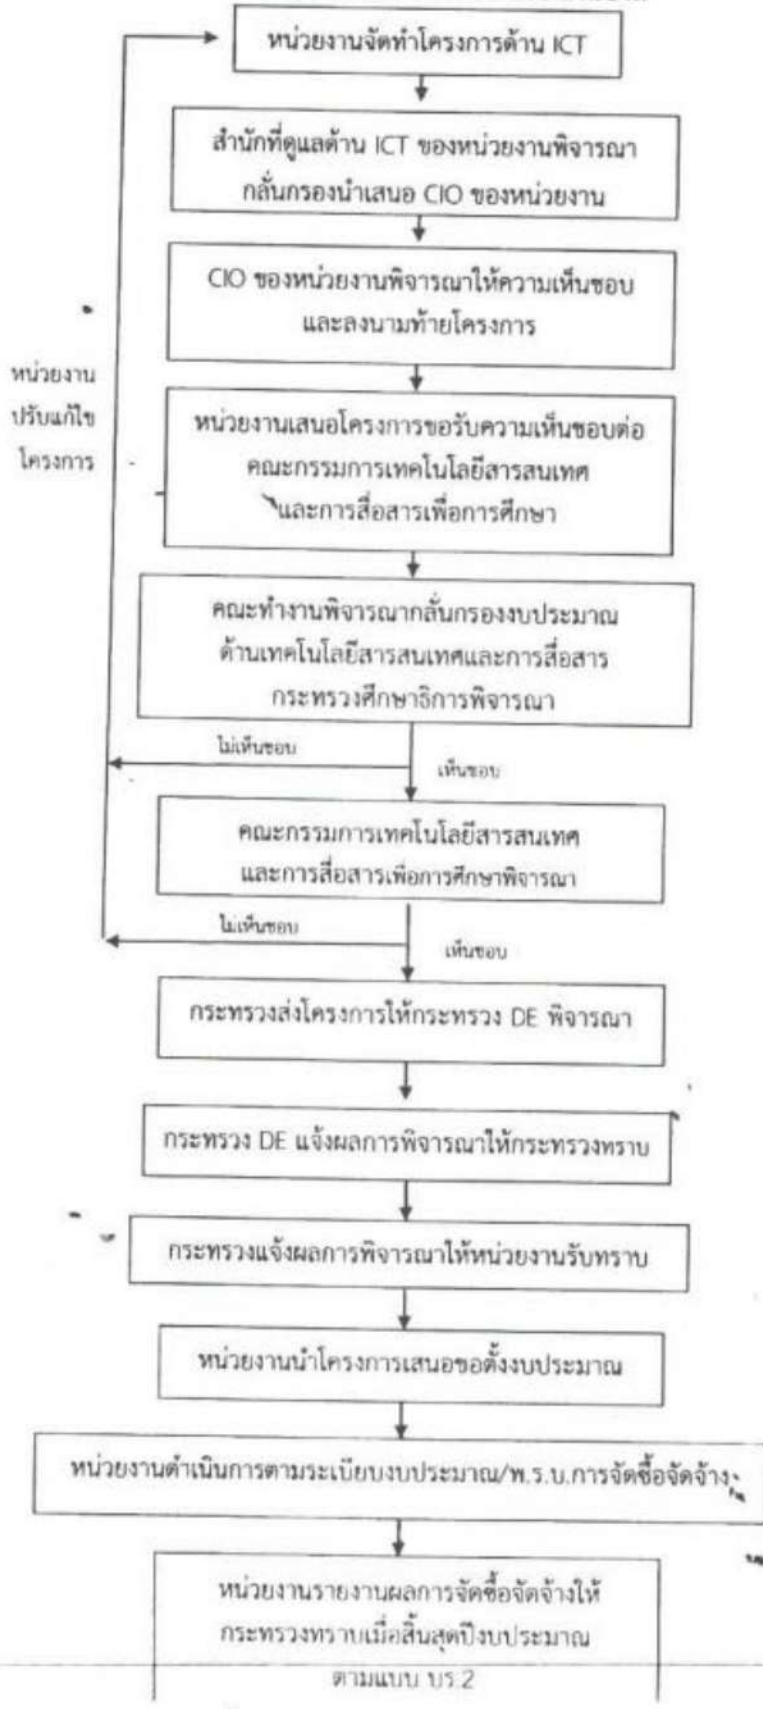 หน่วยงานจัดทำโครงการด้าน ICT
สำนักที่ดูแลด้าน ICT ของหน่วยงานพิจารณา
กลั่นกรองนำเสนอ CIO ของหน่วยงาน
CIO ของหน่วยงานพิจารณาให้ความเห็นชอบ
และลงนามท้ายโครงการ
หน่วยงาน
ปรับแก้ไข
โครงการ
หน่วยงานเสนอโครงการขอรับความเห็นชอบต่อ
คณะกรรมการเทคโนโลยีสารสนเทศ
และการสื่อสารเพื่อการศึกษา
คณะทำงานพิจารณากลั่นกรองงบประมาณ
ด้านเทคโนโลยีสารสนเทศและการสื่อสาร
กระทรวงศึกษาธิการพิจารณา
ไม่เห็นชอบ
เห็นชอบ
คณะกรรมการเทคโนโลยีสารสนเทศ
และการสื่อสารเพื่อการศึกษาพิจารณา
ไม่เห็นชอบ
เห็นชอบ
กระทรวงส่งโครงการให้กระทรวง DE พิจารณา
กระทรวง DE แจ้งผลการพิจารณาให้กระทรวงทราบ
กระทรวงแจ้งผลการพิจารณาให้หน่วยงานรับทราบ
หน่วยงานนำโครงการเสนอขอตั้งงบประมาณ
หน่วยงานดำเนินการตามระเบียบงบประมาณ/พ.ร.บ.การจัดซื้อจัดจ้างฯ
หน่วยงานรายงานผลการจัดซื้อจัดจ้างให้
กระทรวงทราบเมื่อสิ้นสุดปีงบประมาณ
ตามแบบ บร.2